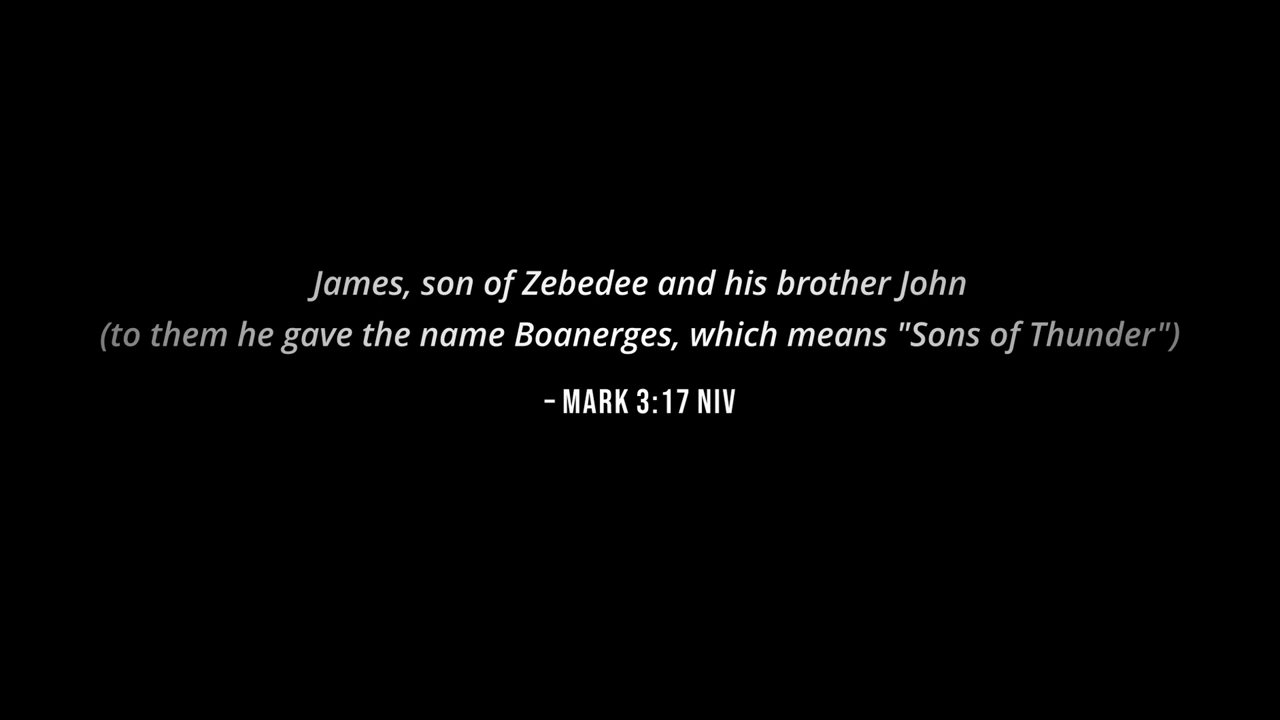 James, son of Zebedee and his brother John
(to them he gave the name Boanerges, which means "Sons of Thunder")
– MARK 3:17 NIV